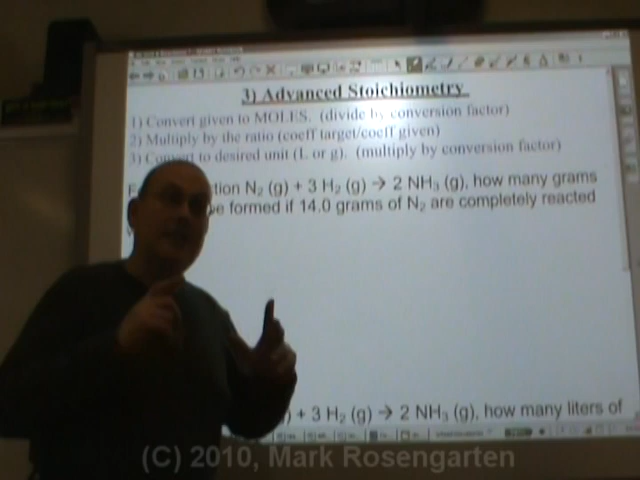 3) Advanced Stoichiometry
1) Convert given to MOLES. (divide by conversion factor)
2) Multiply by the ratio (coeff target/coeff given)
3) Convert to desired unit (L or g). (multiply by conversion factor)
N₂ (g) + 3 H₂ (g) → 2 NH₃ (g), how many grams
formed if 14.0 grams of N₂ are completely reacted
) + 3 H₂ (g) → 2 NH₃ (g), how many liters of
(C) 2010, Mark Rosengarten